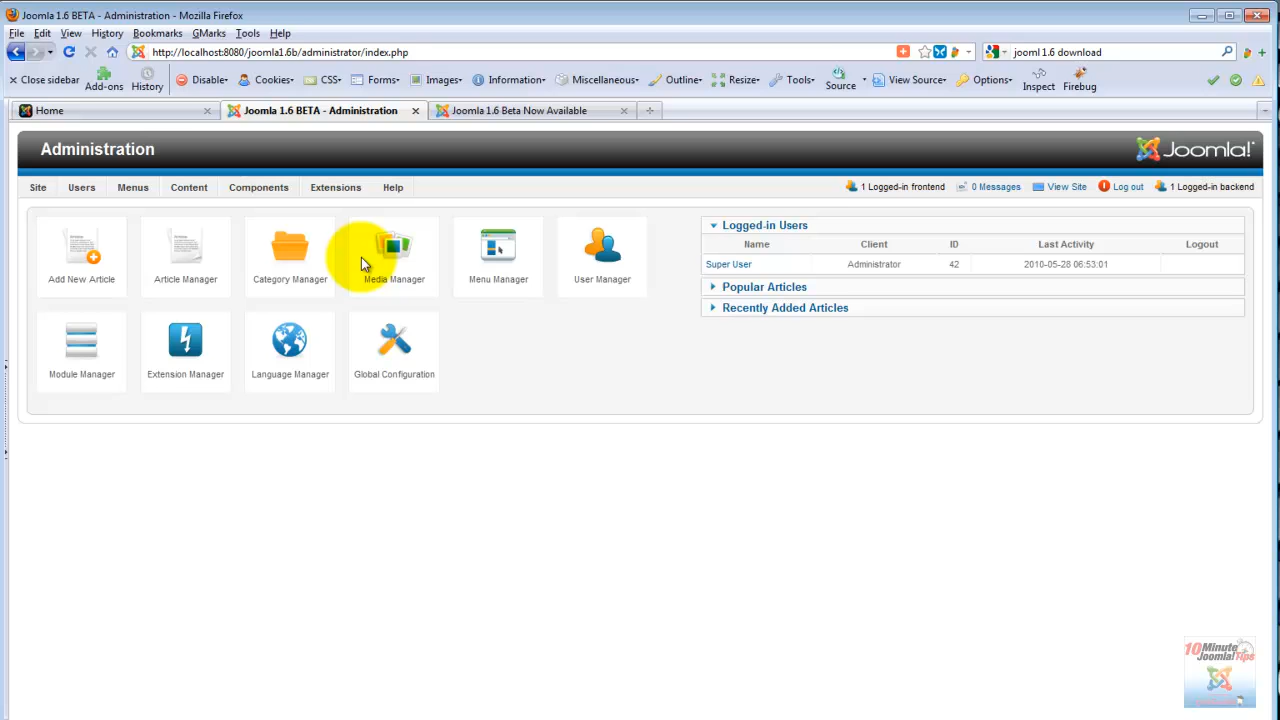 Joomla 1.6 BETA - Administration - Mozilla Firefox
File Edit View History Bookmarks GMarks Tools Help
http://localhost:8080/joomla1.6b/administrator/index.php
jooml 1.6 download
Close sidebar Add-ons History Disable Cookies CSS Forms Images Information Miscellaneous Outline Resize Tools Source View Source Options Inspect Firebug
Home Joomla 1.6 BETA - Administration Joomla 1.6 Beta Now Available
Administration
Joomla!
Site Users Menus Content Components Extensions Help
1 Logged-in frontend 0 Messages View Site Log out 1 Logged-in backend
Add New Article Article Manager Category Manager Media Manager Menu Manager User Manager
Module Manager Extension Manager Language Manager Global Configuration
Logged-in Users
Name Client ID Last Activity Logout
Super User Administrator 42 2010-05-28 06:53:01
Popular Articles
Recently Added Articles
10 Minute
Joomla! Tips